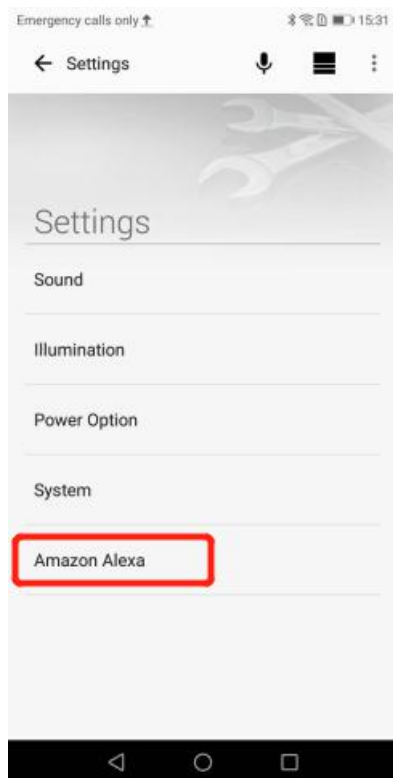 Emergency calls only 15:31
Settings
Settings
Sound
Illumination
Power Option
System
Amazon Alexa